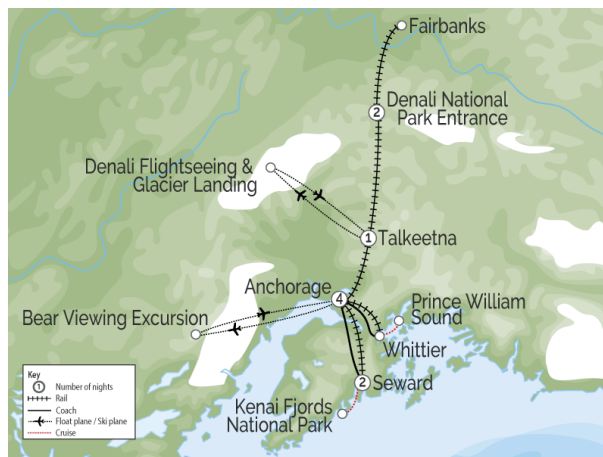 Fairbanks
2
Denali National
Park Entrance
Denali Flightseeing &
Glacier Landing
1
Talkeetna
Anchorage
4
Prince William
Sound
Bear Viewing Excursion
Whittier
2
Seward
Kenai Fjords
National Park
Key
1 Number of nights
Rail
Coach
Float plane / Ski plane
Cruise